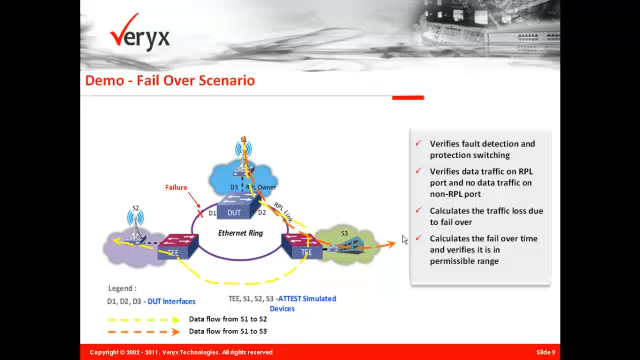 Veryx
Demo - Fail Over Scenario
S1
D3
RPL Owner
Failure
D1
DUT
D2
RPL Link
S2
Ethernet Ring
S3
TEE
TEE
Legend :
D1, D2, D3 - DUT Interfaces
TEE, S1, S2, S3 -ATTEST Simulated
Devices
Data flow from S1 to S2
Data flow from S1 to S3
Verifies fault detection and
protection switching
Verifies data traffic on RPL
port and no data traffic on
non-RPL port
Calculates the traffic loss due
to fail over
Calculates the fail over time
and verifies it is in
permissible range
Copyright © 2002 - 2011. Veryx Technologies. All rights reserved
Slide 9